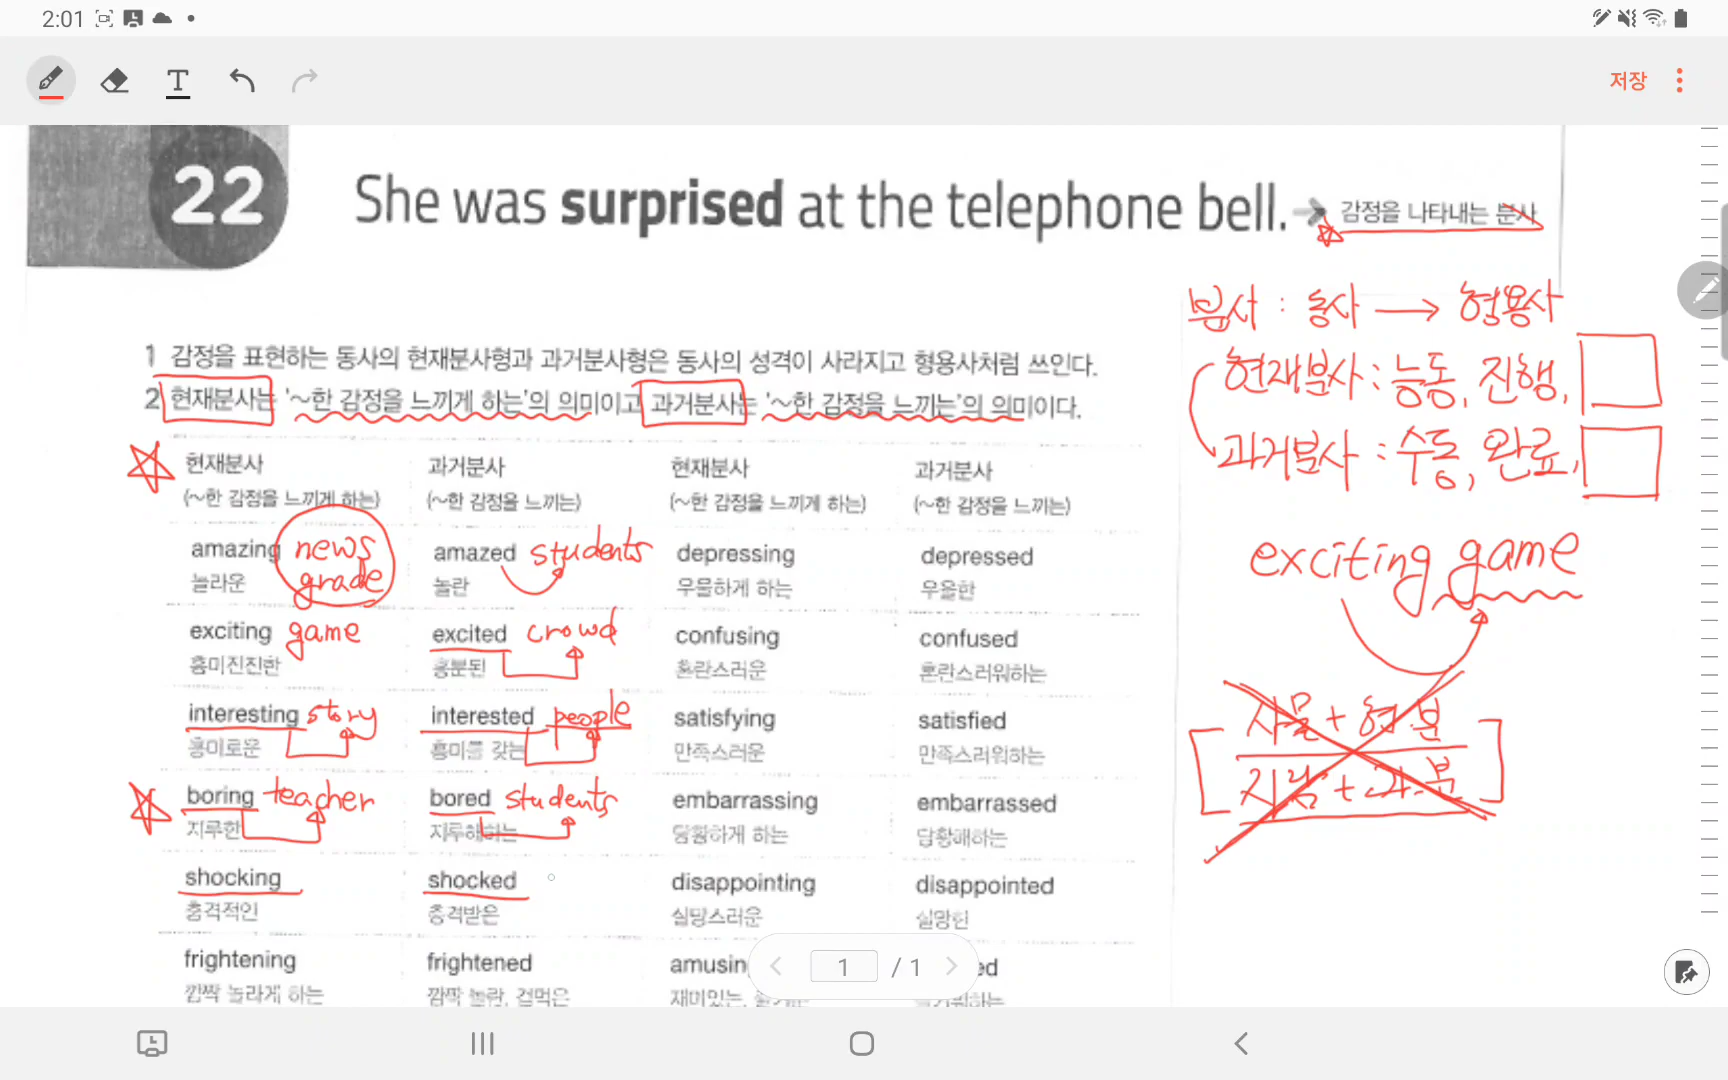 2:01
저장
22
She was surprised at the telephone bell. → 감정을 나타내는 분사
분사 : 동사 → 형용사
현재분사 : 능동, 진행,
과거분사 : 수동, 완료,
1 감정을 표현하는 동사의 현재분사형과 과거분사형은 동사의 성격이 사라지고 형용사처럼 쓰인다.
2 현재분사는 '~한 감정을 느끼게 하는'의 의미이고 과거분사는 '~한 감정을 느끼는'의 의미이다.
현재분사 과거분사 현재분사 과거분사
(~한 감정을 느끼게 하는) (~한 감정을 느끼는) (~한 감정을 느끼게 하는) (~한 감정을 느끼는)
amazing news amazed students depressing depressed
놀라운 grade 놀란 우울하게 하는 우울한
exciting game excited crowd confusing confused
흥미진진한 흥분된 혼란스러운 혼란스러워하는
interesting story interested people satisfying satisfied
흥미로운 흥미를 갖는 만족스러운 만족스러워하는
boring teacher bored students embarrassing embarrassed
지루한 지루해하는 당황하게 하는 당황해하는
shocking shocked disappointing disappointed
충격적인 충격받은 실망스러운 실망한
frightening frightened amusin ed
깜짝 놀라게 하는 깜짝 놀란, 겁먹은 재미있는,
exciting game
사물 + 현분
사람 + 과분
1 / 1